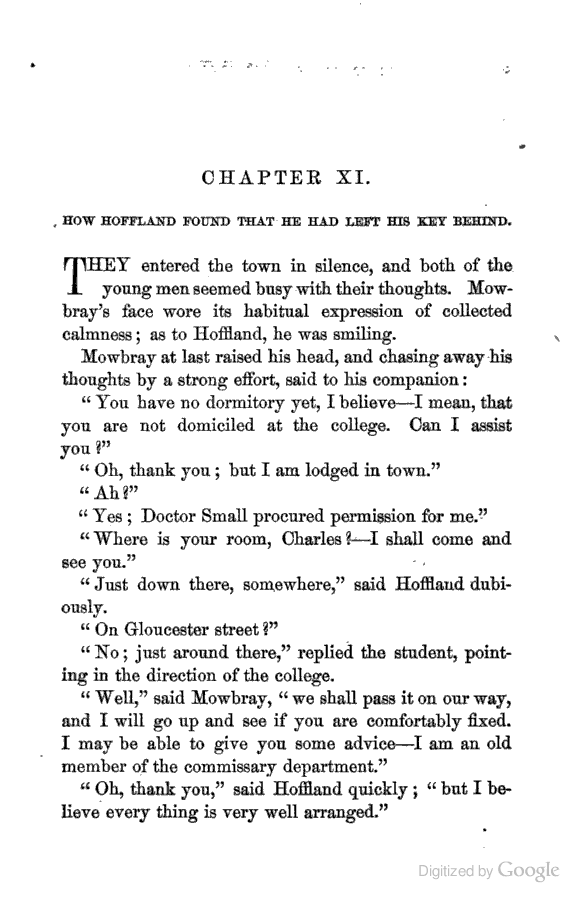 CHAPTER XI.
HOW HOFFLAND FOUND THAT HE HAD LEFT HIS KEY BEHIND.
THEY entered the town in silence, and both of the
young men seemed busy with their thoughts. Mow-
bray's face wore its habitual expression of collected
calmness; as to Hoffland, he was smiling.
Mowbray at last raised his head, and chasing away his
thoughts by a strong effort, said to his companion:
"You have no dormitory yet, I believe—I mean, that
you are not domiciled at the college. Can I assist
you?"
"Oh, thank you; but I am lodged in town."
"Ah?"
"Yes; Doctor Small procured permission for me."
"Where is your room, Charles?—I shall come and
see you."
"Just down there, somewhere," said Hoffland dubi-
ously.
"On Gloucester street?"
"No; just around there," replied the student, point-
ing in the direction of the college.
"Well," said Mowbray, "we shall pass it on our way,
and I will go up and see if you are comfortably fixed.
I may be able to give you some advice—I am an old
member of the commissary department."
"Oh, thank you," said Hoffland quickly; "but I be-
lieve every thing is very well arranged."
Digitized by Google